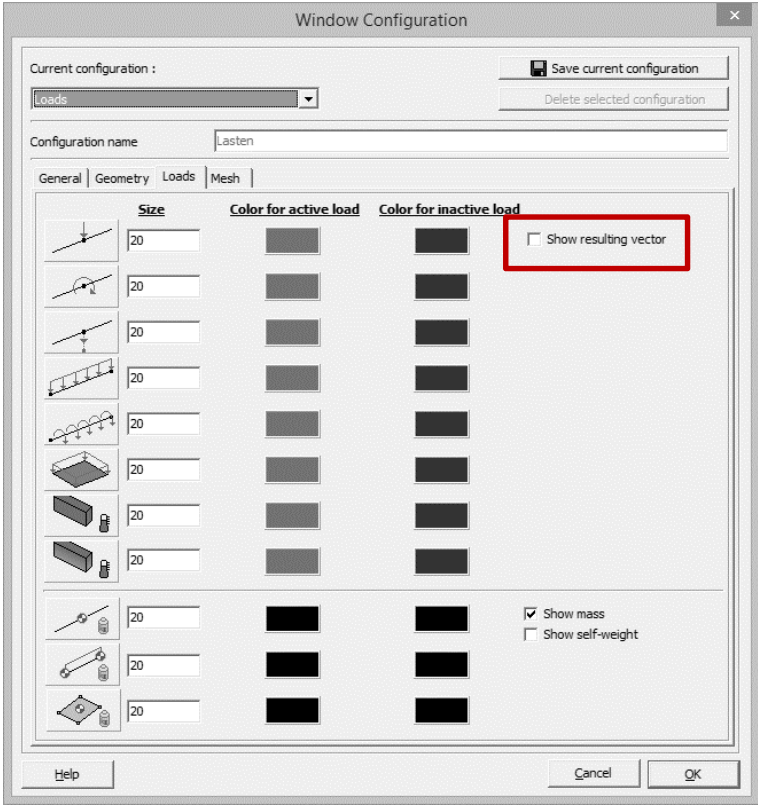 Window Configuration
Current configuration :
Save current configuration
Loads
Delete selected configuration
Configuration name
Lasten
General Geometry Loads Mesh
Size Color for active load Color for inactive load
20
Show resulting vector
20
20
20
20
20
20
20
20
Show mass
Show self-weight
20
20
Help
Cancel
OK